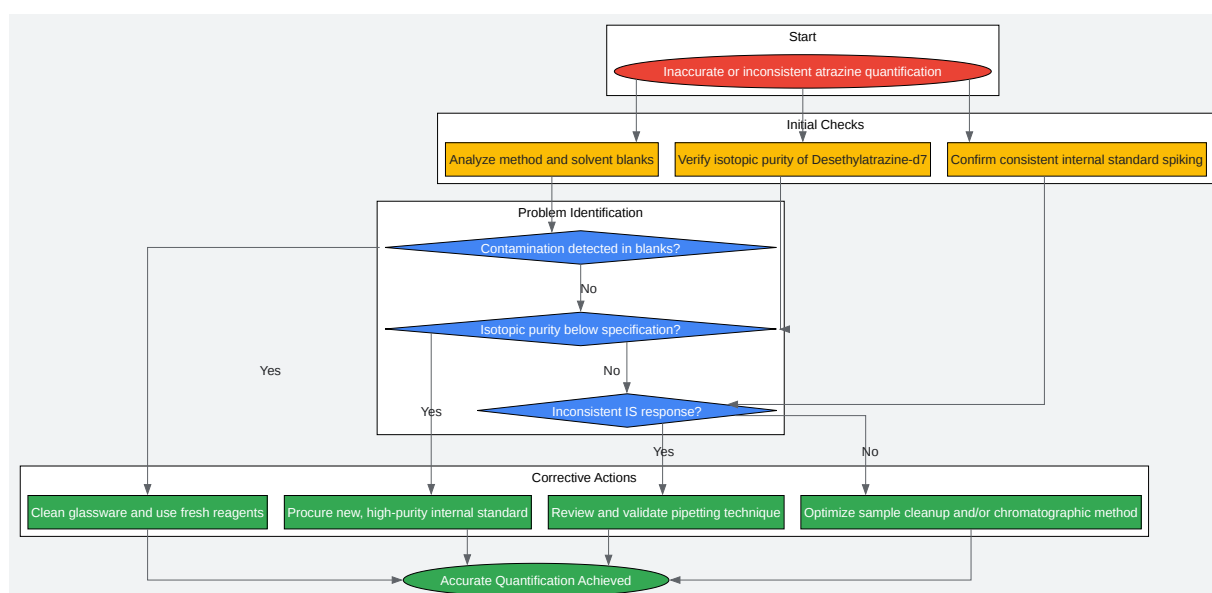 Start
Inaccurate or inconsistent atrazine quantification
Initial Checks
Analyze method and solvent blanks
Verify isotopic purity of Desethylatrazine-d7
Confirm consistent internal standard spiking
Problem Identification
Contamination detected in blanks?
No
Isotopic purity below specification?
Yes
No
Yes
Inconsistent IS response?
Yes
No
Corrective Actions
Clean glassware and use fresh reagents
Procure new, high-purity internal standard
Review and validate pipetting technique
Optimize sample cleanup and/or chromatographic method
Accurate Quantification Achieved